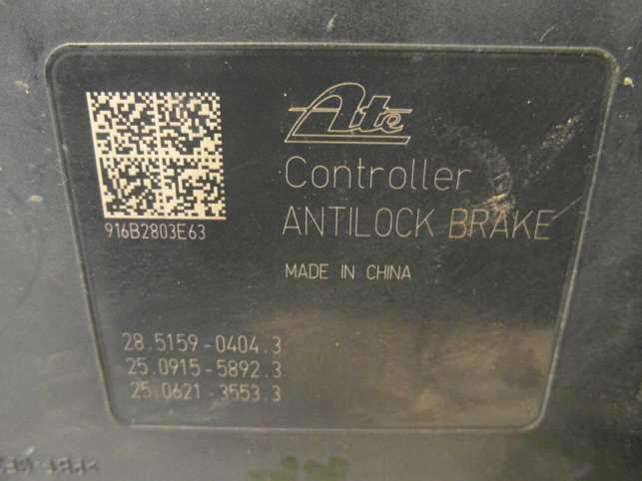 Ate
Controller
ANTILOCK BRAKE
MADE IN CHINA
916B2803E63
28.5159-0404.3
25.0915-5892.3
25.0621-3553.3